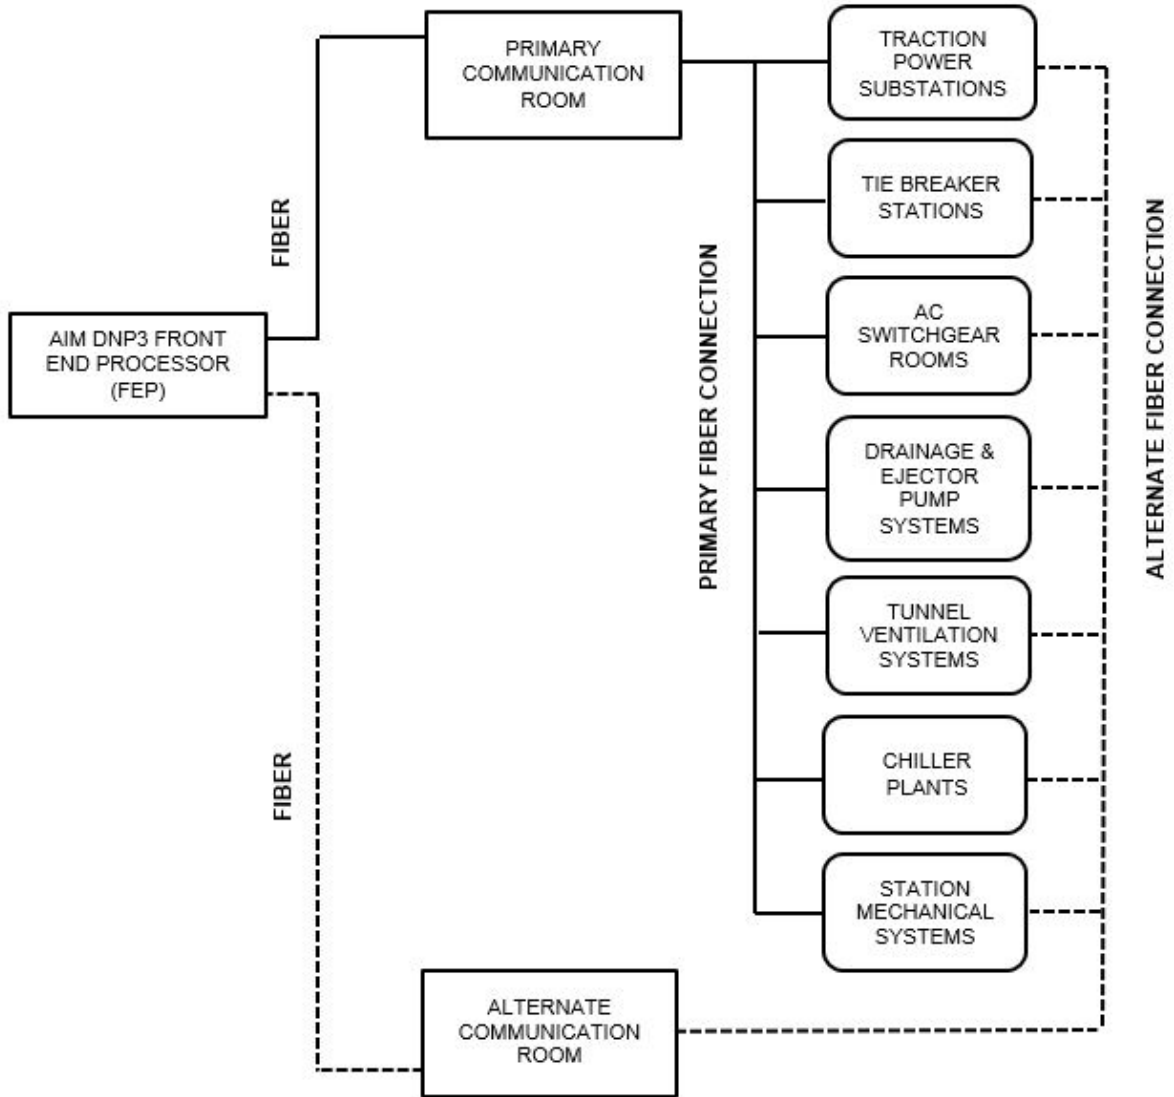 PRIMARY
COMMUNICATION
ROOM
TRACTION
POWER
SUBSTATIONS
TIE BREAKER
STATIONS
FIBER
AIM DNP3 FRONT
END PROCESSOR
(FEP)
PRIMARY FIBER CONNECTION
ALTERNATE FIBER CONNECTION
AC
SWITCHGEAR
ROOMS
DRAINAGE &
EJECTOR
PUMP
SYSTEMS
TUNNEL
VENTILATION
SYSTEMS
FIBER
CHILLER
PLANTS
STATION
MECHANICAL
SYSTEMS
ALTERNATE
COMMUNICATION
ROOM